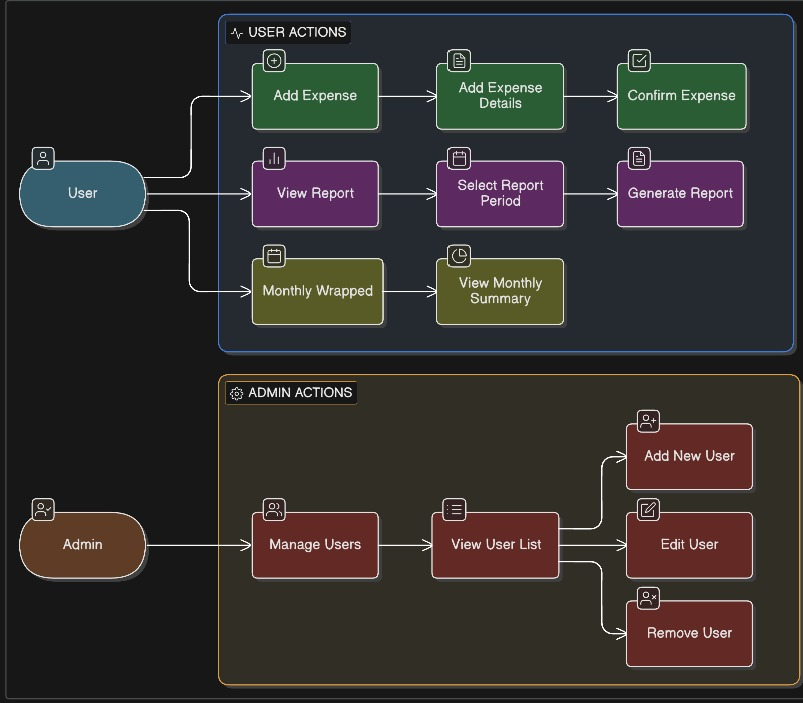 USER ACTIONS
Add Expense
Add Expense
Details
Confirm Expense
User
View Report
Select Report
Period
Generate Report
Monthly Wrapped
View Monthly
Summary
ADMIN ACTIONS
Add New User
Admin
Manage Users
View User List
Edit User
Remove User